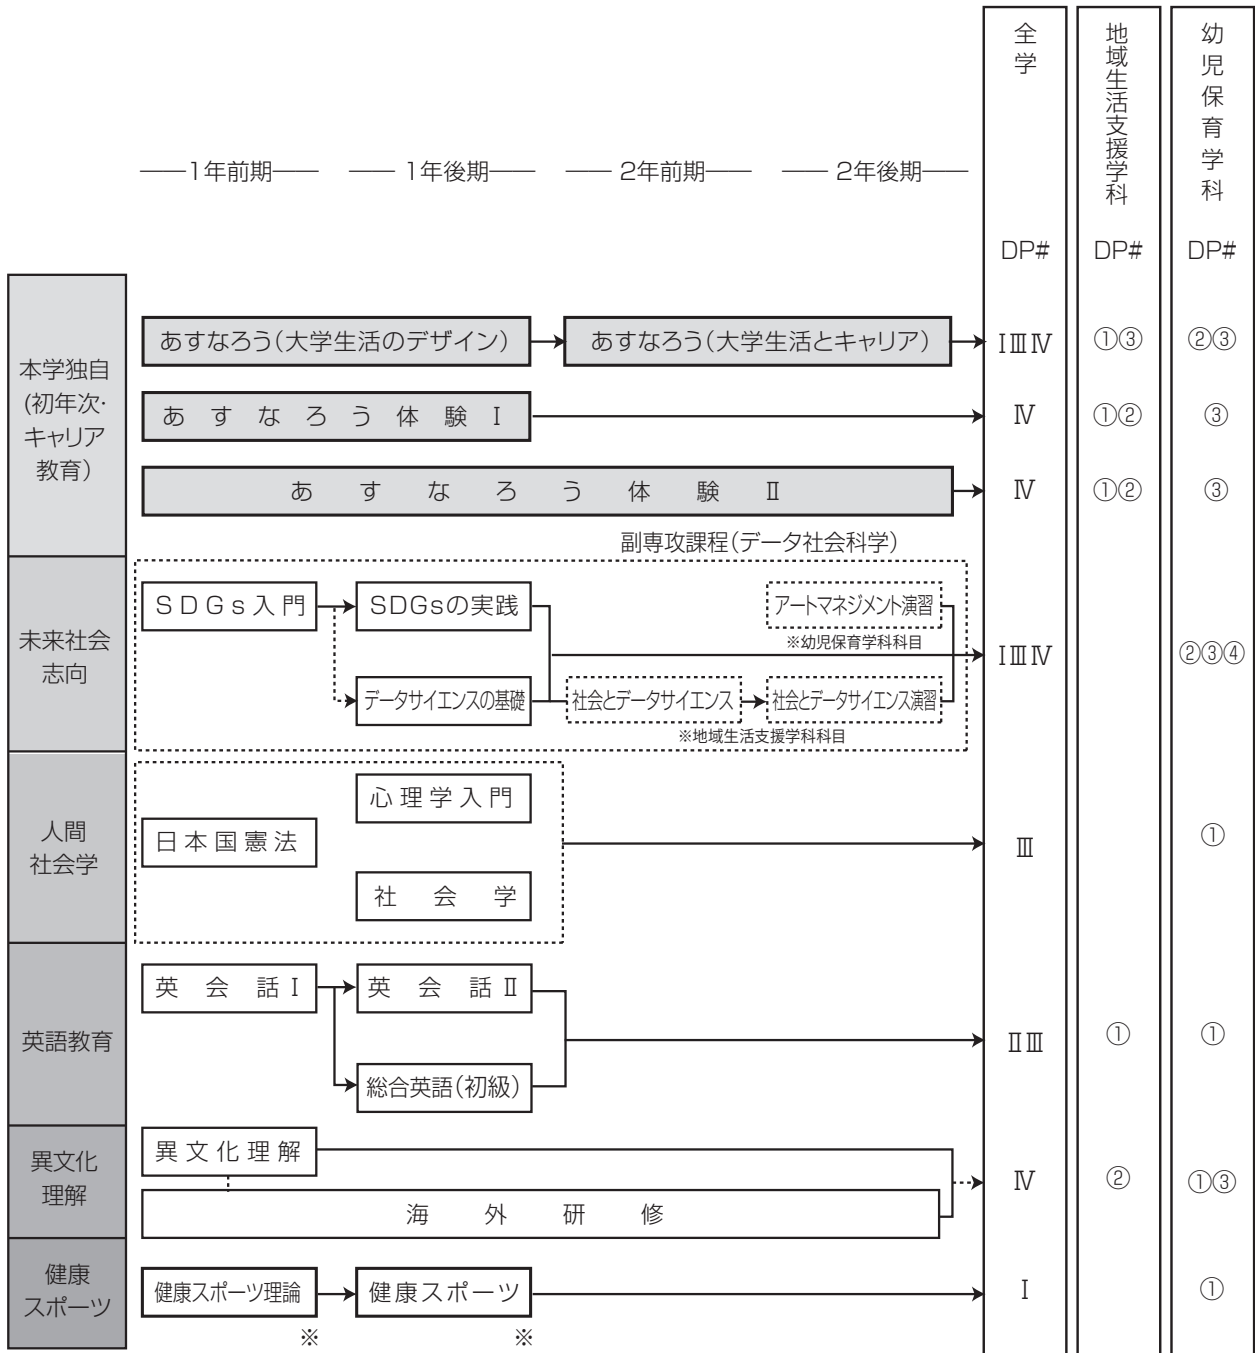 全学
地域生活支援学科
幼児保育学科
――1年前期―― ―― 1年後期―― ―― 2年前期―― ―― 2年後期――
DP# DP# DP#
本学独自
(初年次・
キャリア
教育)
あすなろう(大学生活のデザイン) あすなろう(大学生活とキャリア) ⅠⅢⅣ ①③ ②③
あすなろう体験Ⅰ Ⅳ ①② ③
あすなろう体験Ⅱ Ⅳ ①② ③
副専攻課程(データ社会科学)
未来社会
志向
SDGs入門 SDGsの実践 アートマネジメント演習
※幼児保育学科科目
ⅠⅢⅣ ②③④
データサイエンスの基礎 社会とデータサイエンス 社会とデータサイエンス演習
※地域生活支援学科科目
人間
社会学
心理学入門
日本国憲法 Ⅲ ①
社会学
英語教育
英会話Ⅰ 英会話Ⅱ
ⅡⅢ ① ①
総合英語(初級)
異文化
理解
異文化理解
Ⅳ ② ①③
海外研修
健康
スポーツ
健康スポーツ理論 健康スポーツ Ⅰ ①
※ ※